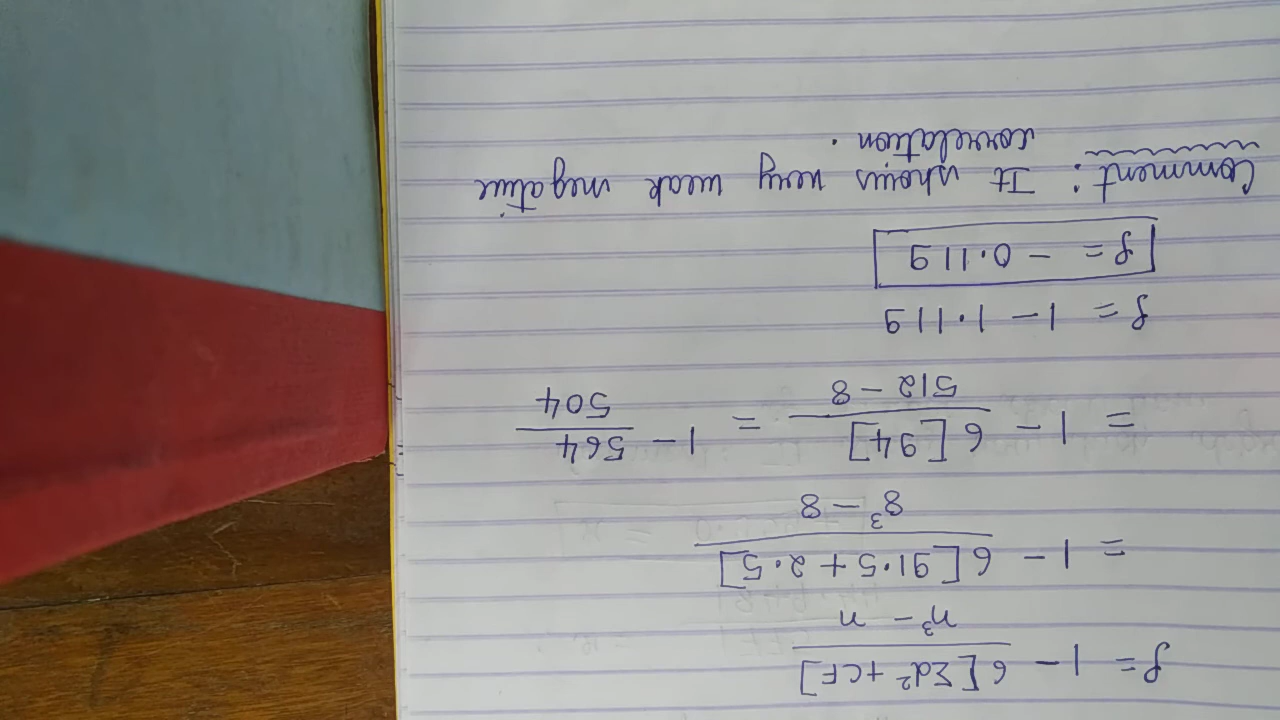 ρ = 1 - 6[Σd² + CF] / n³ - n
= 1 - 6[91.5 + 2.5] / 8³ - 8
= 1 - 6[94] / 512 - 8 = 1 - 564 / 504
ρ = 1 - 1.119
ρ = - 0.119
Comment: It shows very weak negative
correlation.